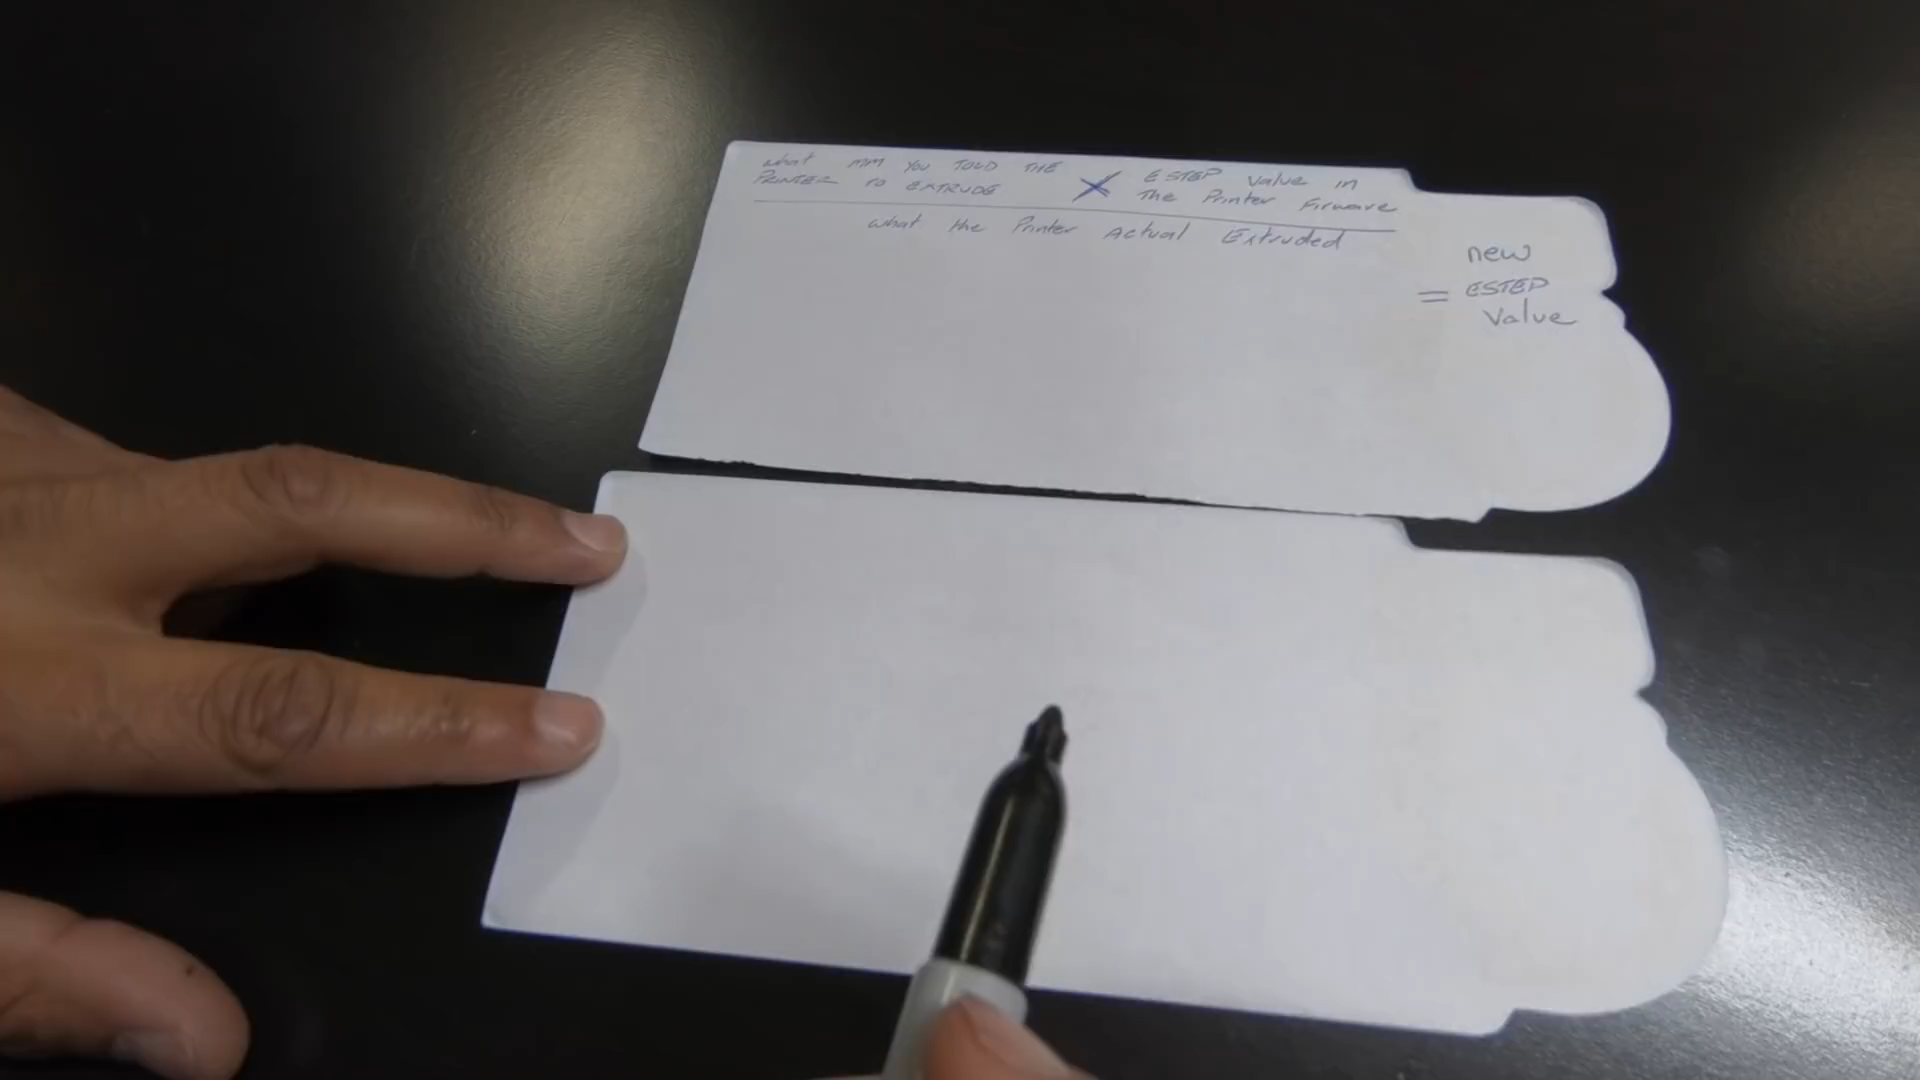 what mm you TOLD THE
PRINTER TO EXTRUDE
X
ESTEP Value in
The Printer Firwave
what the Printer Actual Extruded
=
new
ESTEP
Value